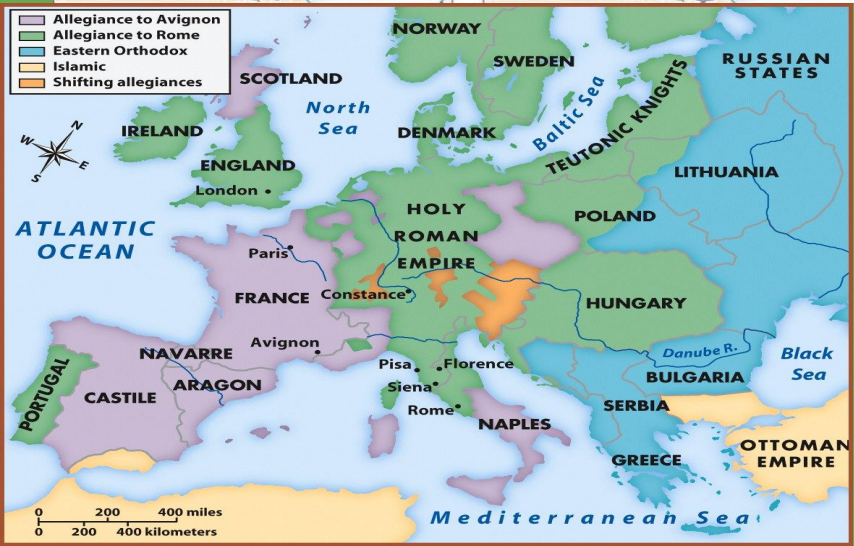 Allegiance to Avignon
Allegiance to Rome
Eastern Orthodox
Islamic
Shifting allegiances
NORWAY
SWEDEN
RUSSIAN
STATES
SCOTLAND
North
Sea
Baltic Sea
TEUTONIC KNIGHTS
IRELAND
DENMARK
N
W
E
S
ENGLAND
London
LITHUANIA
HOLY
ROMAN
EMPIRE
POLAND
ATLANTIC
OCEAN
Paris
FRANCE
Constance
HUNGARY
Avignon
NAVARRE
Danube R.
Black
Sea
PORTUGAL
CASTILE
ARAGON
Pisa
Florence
Siena
Rome
BULGARIA
SERBIA
NAPLES
OTTOMAN
EMPIRE
GREECE
0 200 400 miles
0 200 400 kilometers
Mediterranean Sea